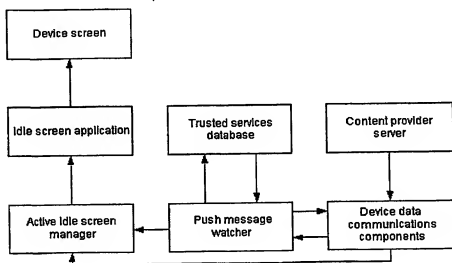 Device screen
Idle screen application
Trusted services
database
Content provider
server
Active Idle screen
manager
Push message
watcher
Device data
communications
components